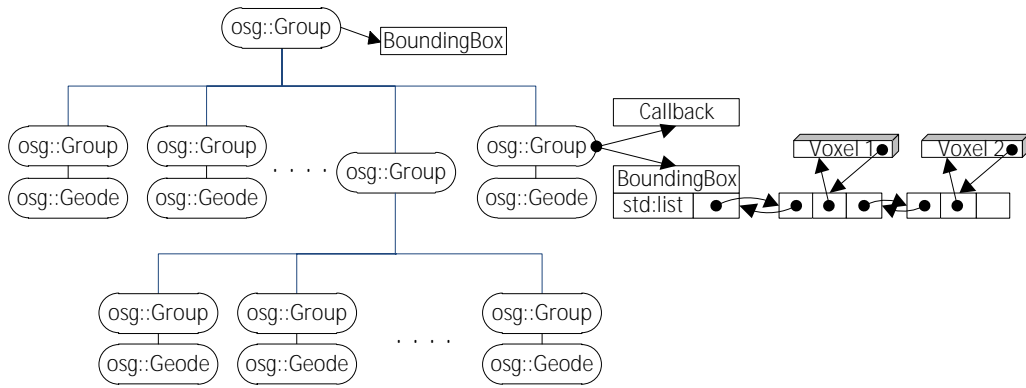 osg::Group
BoundingBox
Callback
osg::Group
osg::Group
. . . .
osg::Group
osg::Group
Voxel 1
Voxel 2
BoundingBox
osg::Geode
osg::Geode
osg::Geode
std:list
osg::Group
osg::Group
. . . .
osg::Group
osg::Geode
osg::Geode
osg::Geode